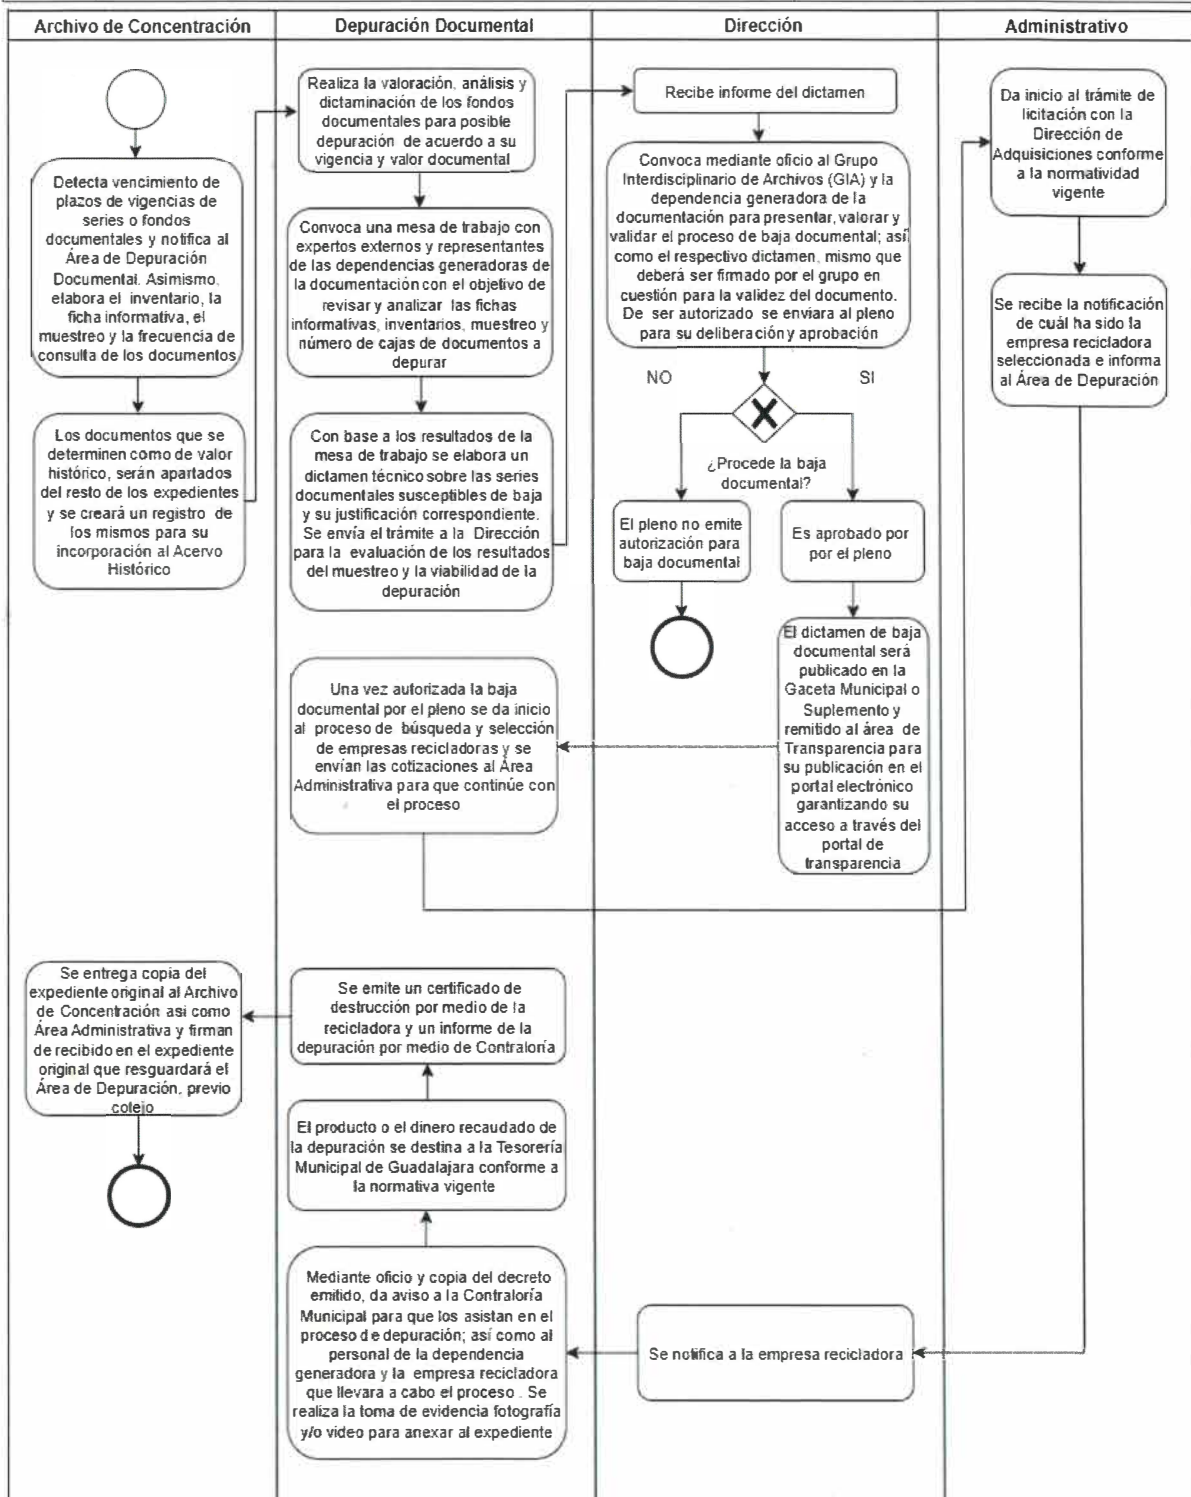 Archivo de Concentración
Depuración Documental
Dirección
Administrativo
Detecta vencimiento de
plazos de vigencias de
series o fondos
documentales y notifica al
Área de Depuración
Documental. Asimismo,
elabora el inventario, la
ficha informativa, el
muestreo y la frecuencia de
consulta de los documentos
Los documentos que se
determinen como de valor
histórico, serán apartados
del resto de los expedientes
y se creará un registro de
los mismos para su
incorporación al Acervo
Histórico
Realiza la valoración, análisis y
dictaminación de los fondos
documentales para posible
depuración de acuerdo a su
vigencia y valor documental
Convoca una mesa de trabajo con
expertos externos y representantes
de las dependencias generadoras de
la documentación con el objetivo de
revisar y analizar las fichas
informativas, inventarios, muestreo y
número de cajas de documentos a
depurar
Con base a los resultados de la
mesa de trabajo se elabora un
dictamen técnico sobre las series
documentales susceptibles de baja
y su justificación correspondiente.
Se envía el trámite a la Dirección
para la evaluación de los resultados
del muestreo y la viabilidad de la
depuración
Recibe informe del dictamen
Convoca mediante oficio al Grupo
Interdisciplinario de Archivos (GIA) y la
dependencia generadora de la
documentación para presentar, valorar y
validar el proceso de baja documental; así
como el respectivo dictamen, mismo que
deberá ser firmado por el grupo en
cuestión para la validez del documento.
De ser autorizado se enviara al pleno
para su deliberación y aprobación
NO
SI
¿Procede la baja
documental?
El pleno no emite
autorización para
baja documental
Es aprobado por
por el pleno
El dictamen de baja
documental será
publicado en la
Gaceta Municipal o
Suplemento y
remitido al área de
Transparencia para
su publicación en el
portal electrónico
garantizando su
acceso a través del
portal de
transparencia
Una vez autorizada la baja
documental por el pleno se da inicio
al proceso de búsqueda y selección
de empresas recicladoras y se
envían las cotizaciones al Área
Administrativa para que continúe con
el proceso
Da inicio al trámite de
licitación con la
Dirección de
Adquisiciones conforme
a la normatividad
vigente
Se recibe la notificación
de cuál ha sido la
empresa recicladora
seleccionada e informa
al Área de Depuración
Se notifica a la empresa recicladora
Mediante oficio y copia del decreto
emitido, da aviso a la Contraloría
Municipal para que los asistan en el
proceso de depuración; así como al
personal de la dependencia
generadora y la empresa recicladora
que llevara a cabo el proceso . Se
realiza la toma de evidencia fotografía
y/o video para anexar al expediente
El producto o el dinero recaudado de
la depuración se destina a la Tesorería
Municipal de Guadalajara conforme a
la normativa vigente
Se emite un certificado de
destrucción por medio de la
recicladora y un informe de la
depuración por medio de Contraloría
Se entrega copia del
expediente original al Archivo
de Concentración asi como
Área Administrativa y firman
de recibido en el expediente
original que resguardará el
Área de Depuración, previo
cotejo